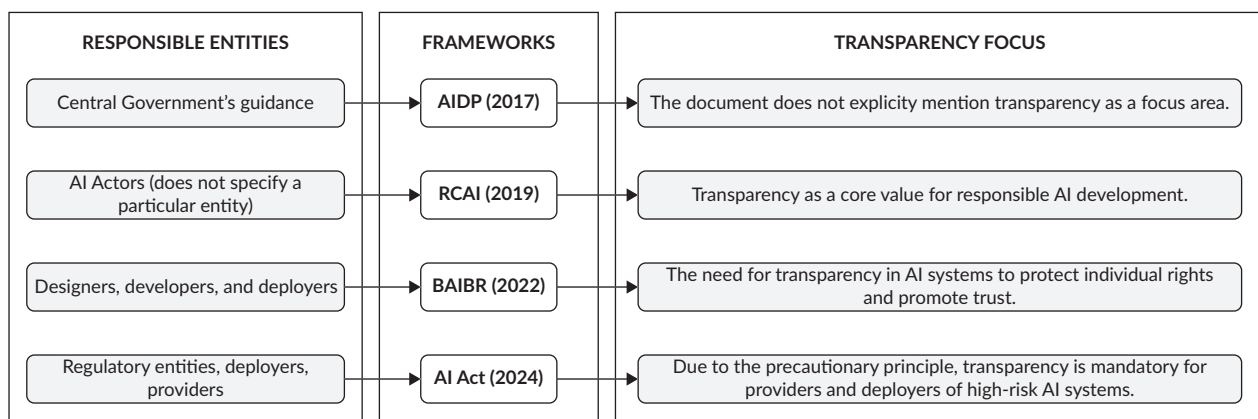 RESPONSIBLE ENTITIES
FRAMEWORKS
TRANSPARENCY FOCUS
Central Government's guidance
AIDP (2017)
The document does not explicity mention transparency as a focus area.
AI Actors (does not specify a
particular entity)
RCAI (2019)
Transparency as a core value for responsible AI development.
Designers, developers, and deployers
BAIBR (2022)
The need for transparency in AI systems to protect individual rights
and promote trust.
Regulatory entities, deployers,
providers
AI Act (2024)
Due to the precautionary principle, transparency is mandatory for
providers and deployers of high-risk AI systems.